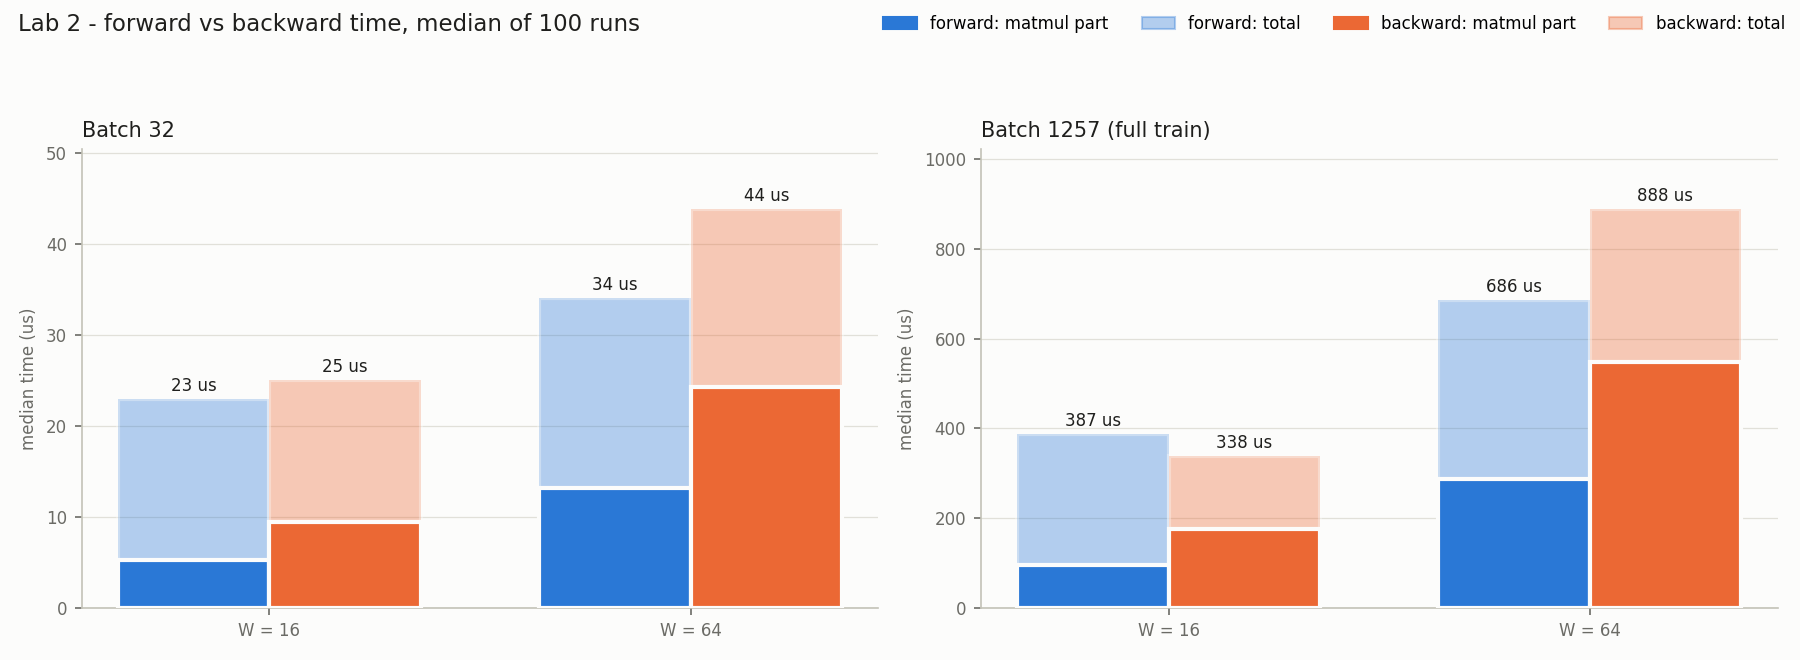 Lab 2 - forward vs backward time, median of 100 runs
forward: matmul part
forward: total
backward: matmul part
backward: total
Batch 32
median time (us)
50
40
30
20
10
0
23 us
25 us
34 us
44 us
W = 16
W = 64
Batch 1257 (full train)
median time (us)
1000
800
600
400
200
0
387 us
338 us
686 us
888 us
W = 16
W = 64